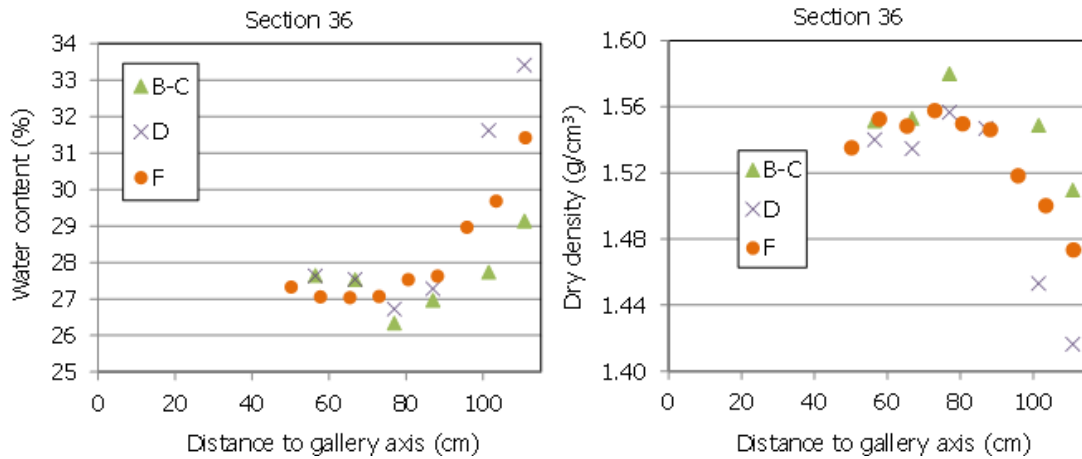 Section 36
34
33
32
31
30
29
28
27
26
25
Water content (%)
B-C
D
F
0
20
40
60
80
100
Distance to gallery axis (cm)
Section 36
1.60
1.56
1.52
1.48
1.44
1.40
Dry density (g/cm³)
B-C
D
F
0
20
40
60
80
100
Distance to gallery axis (cm)